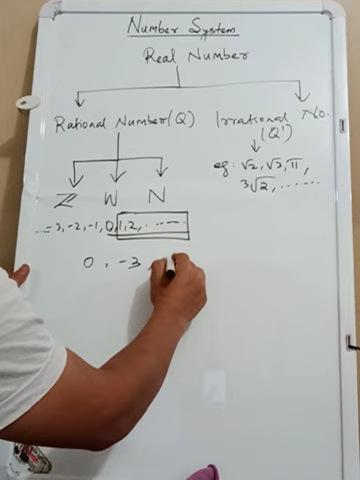 Number System
Real Number
Rational Number(Q) Irrational No.
(Q')
eg: √2, √3, π,
Z W N
3√2, ......
...-3, -2, -1, 0, 1, 2, .......
0, -3